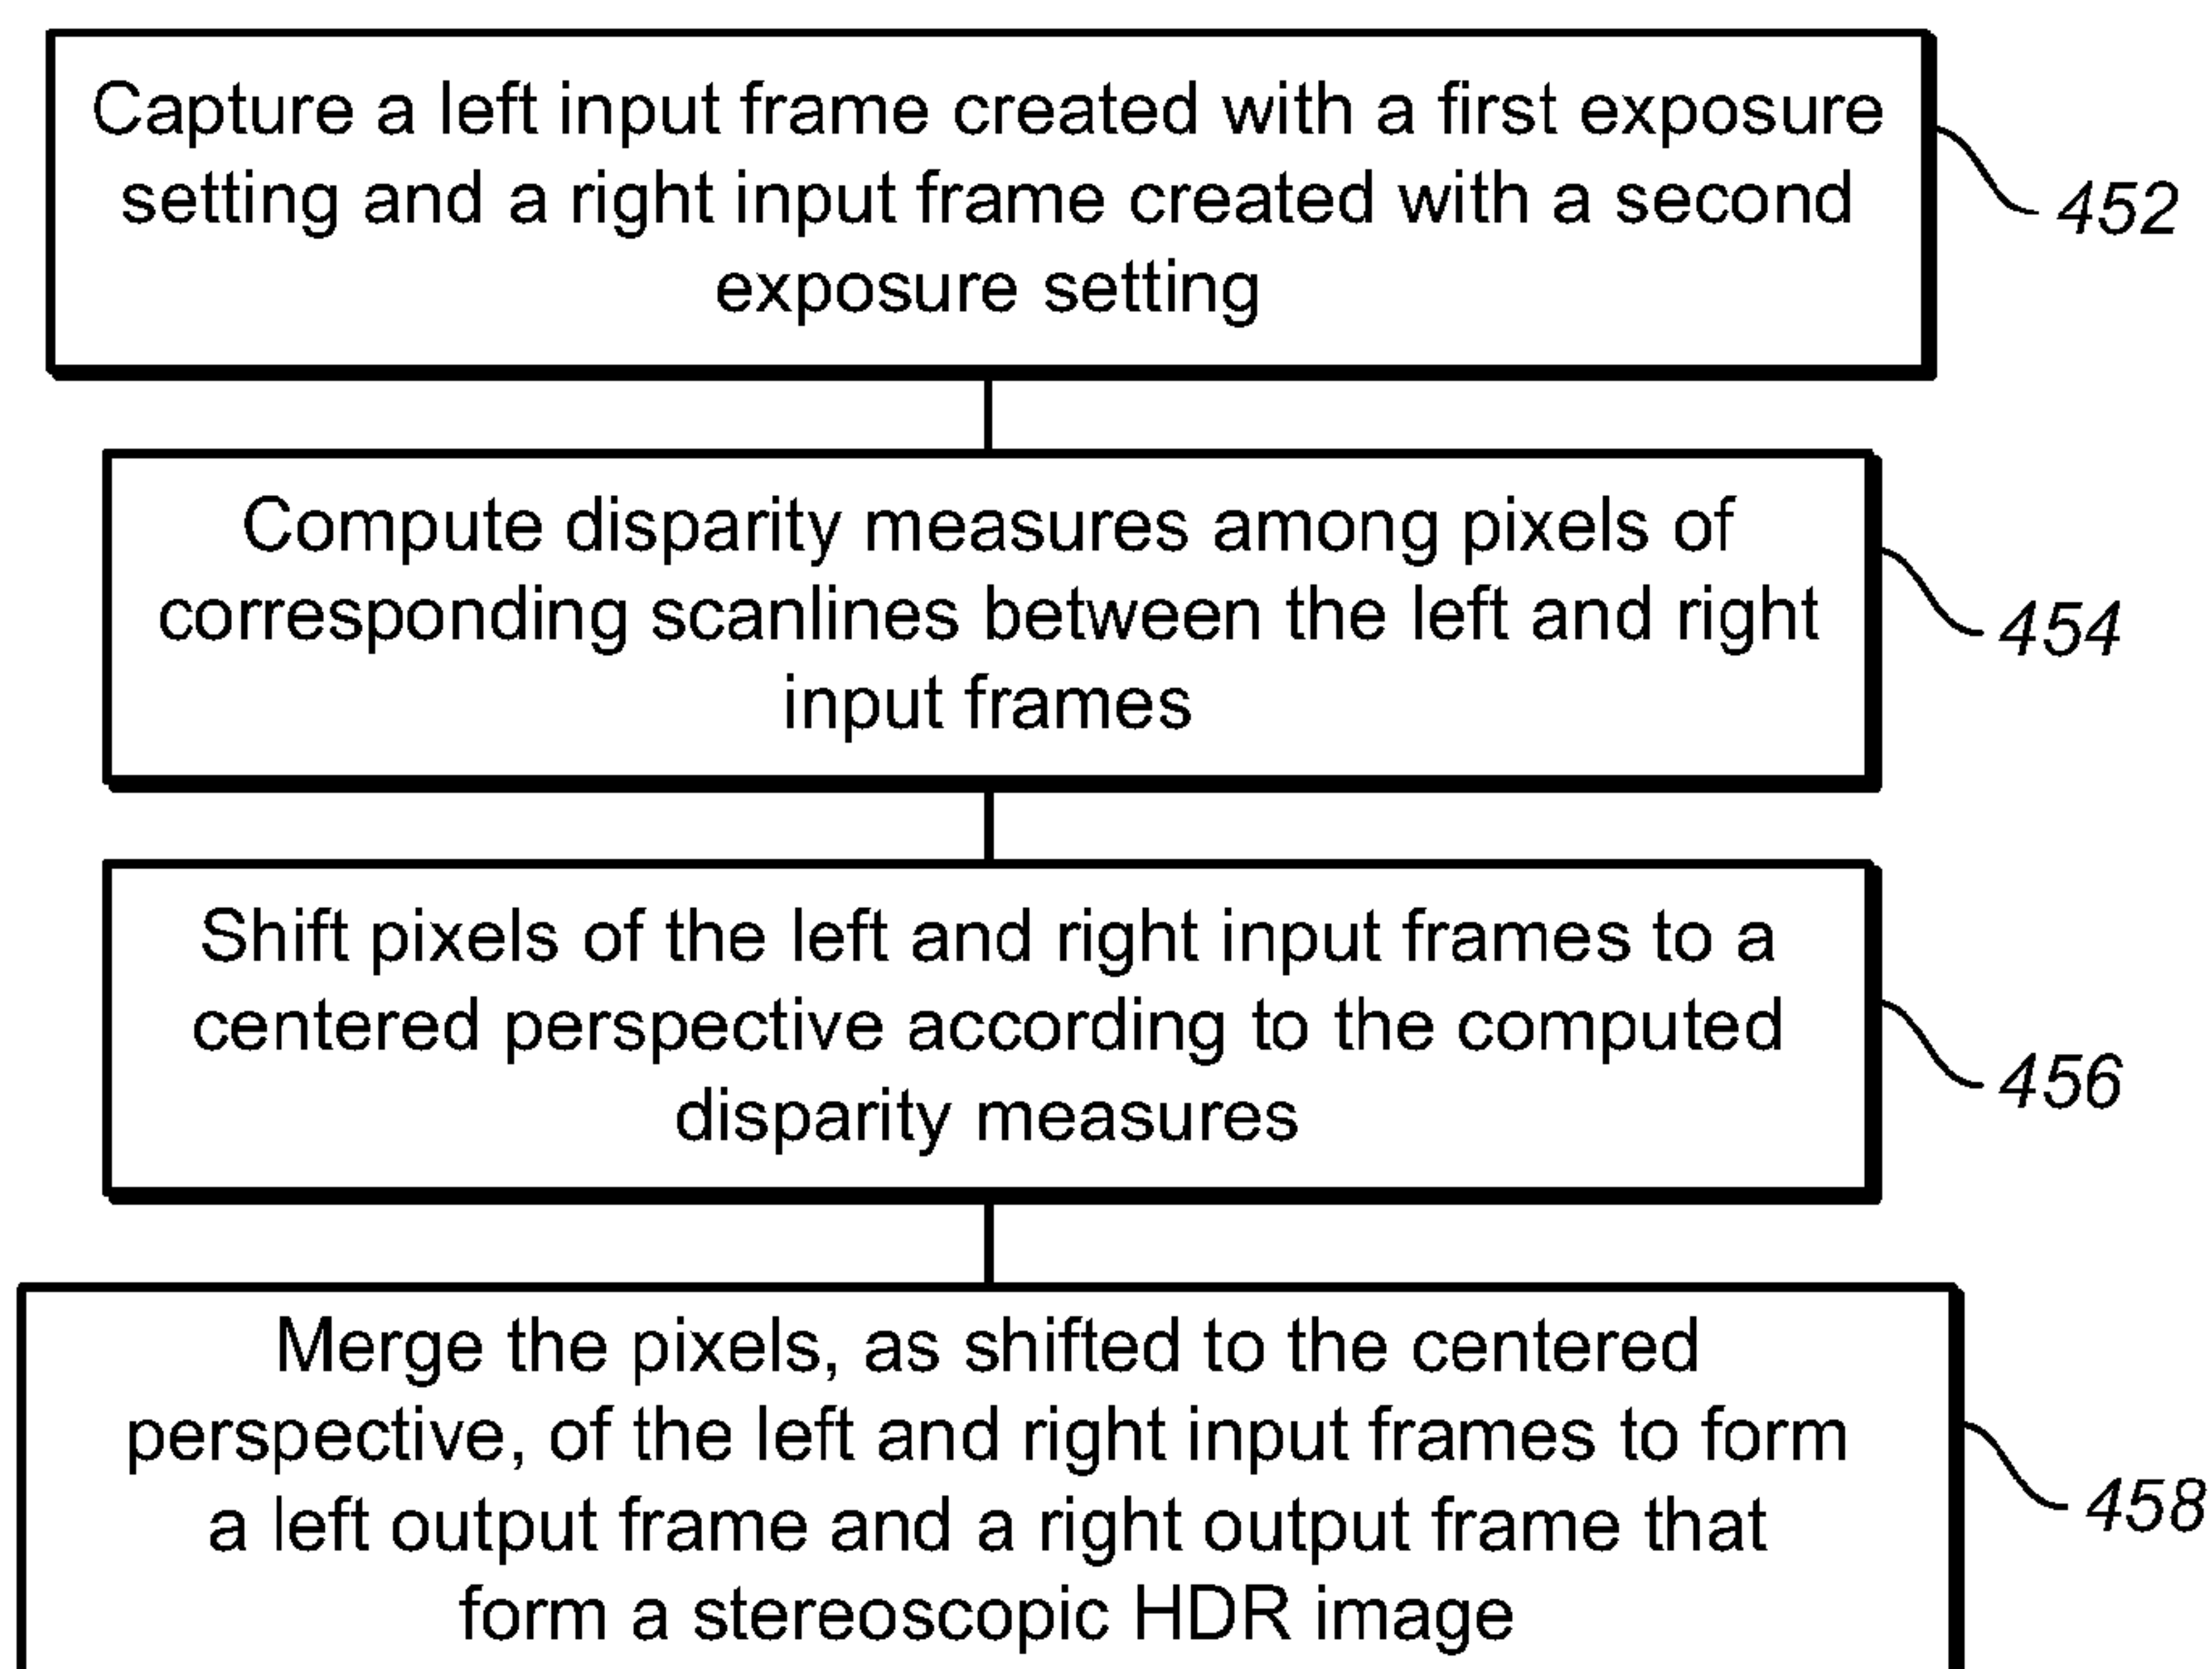 Capture a left input frame created with a first exposure
setting and a right input frame created with a second
exposure setting
452
Compute disparity measures among pixels of
corresponding scanlines between the left and right
input frames
454
Shift pixels of the left and right input frames to a
centered perspective according to the computed
disparity measures
456
Merge the pixels, as shifted to the centered
perspective, of the left and right input frames to form
a left output frame and a right output frame that
form a stereoscopic HDR image
458